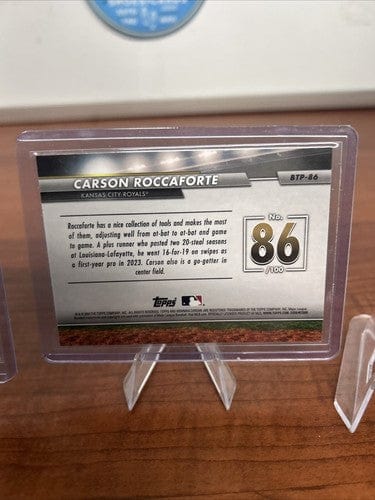 CARSON ROCCAFORTE
BTP-86
KANSAS CITY ROYALS®
Roccaforte has a nice collection of tools and makes the most
of them, adjusting well from at-bat to at-bat and game
to game. A plus runner who posted two 20-steal seasons
at Louisiana-Lafayette, he went 16-for-19 on swipes as
a first-year pro in 2023. Carson also is a go-getter in
center field.
No.
86
/100
Topps